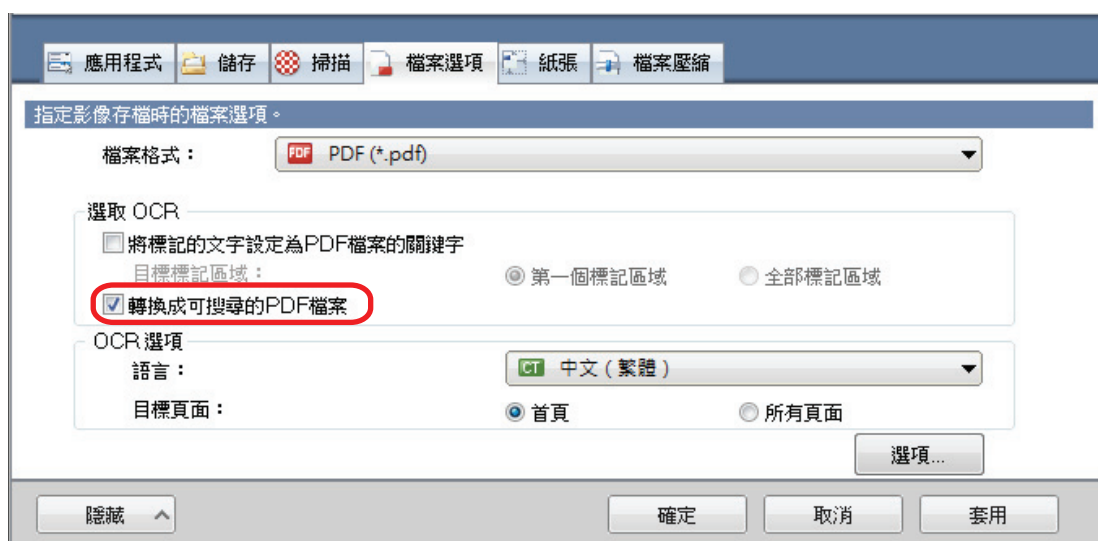 應用程式 儲存 掃描 檔案選項 紙張 檔案壓縮
指定影像存檔時的檔案選項。
檔案格式： PDF PDF (*.pdf)
選取 OCR
將標記的文字設定為PDF檔案的關鍵字
目標標記區域： 第一個標記區域 全部標記區域
轉換成可搜尋的PDF檔案
OCR 選項
語言： CT 中文 ( 繁體 )
目標頁面： 首頁 所有頁面
選項...
隱藏 確定 取消 套用